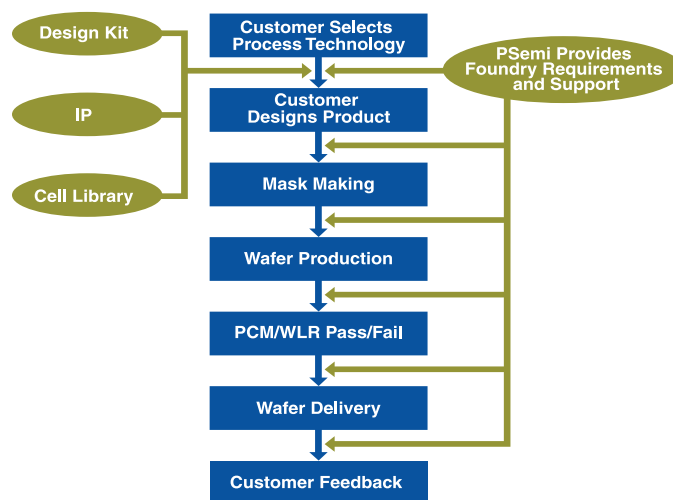 Design Kit
IP
Cell Library
Customer Selects
Process Technology
Customer
Designs Product
Mask Making
Wafer Production
PCM/WLR Pass/Fail
Wafer Delivery
Customer Feedback
PSemi Provides
Foundry Requirements
and Support